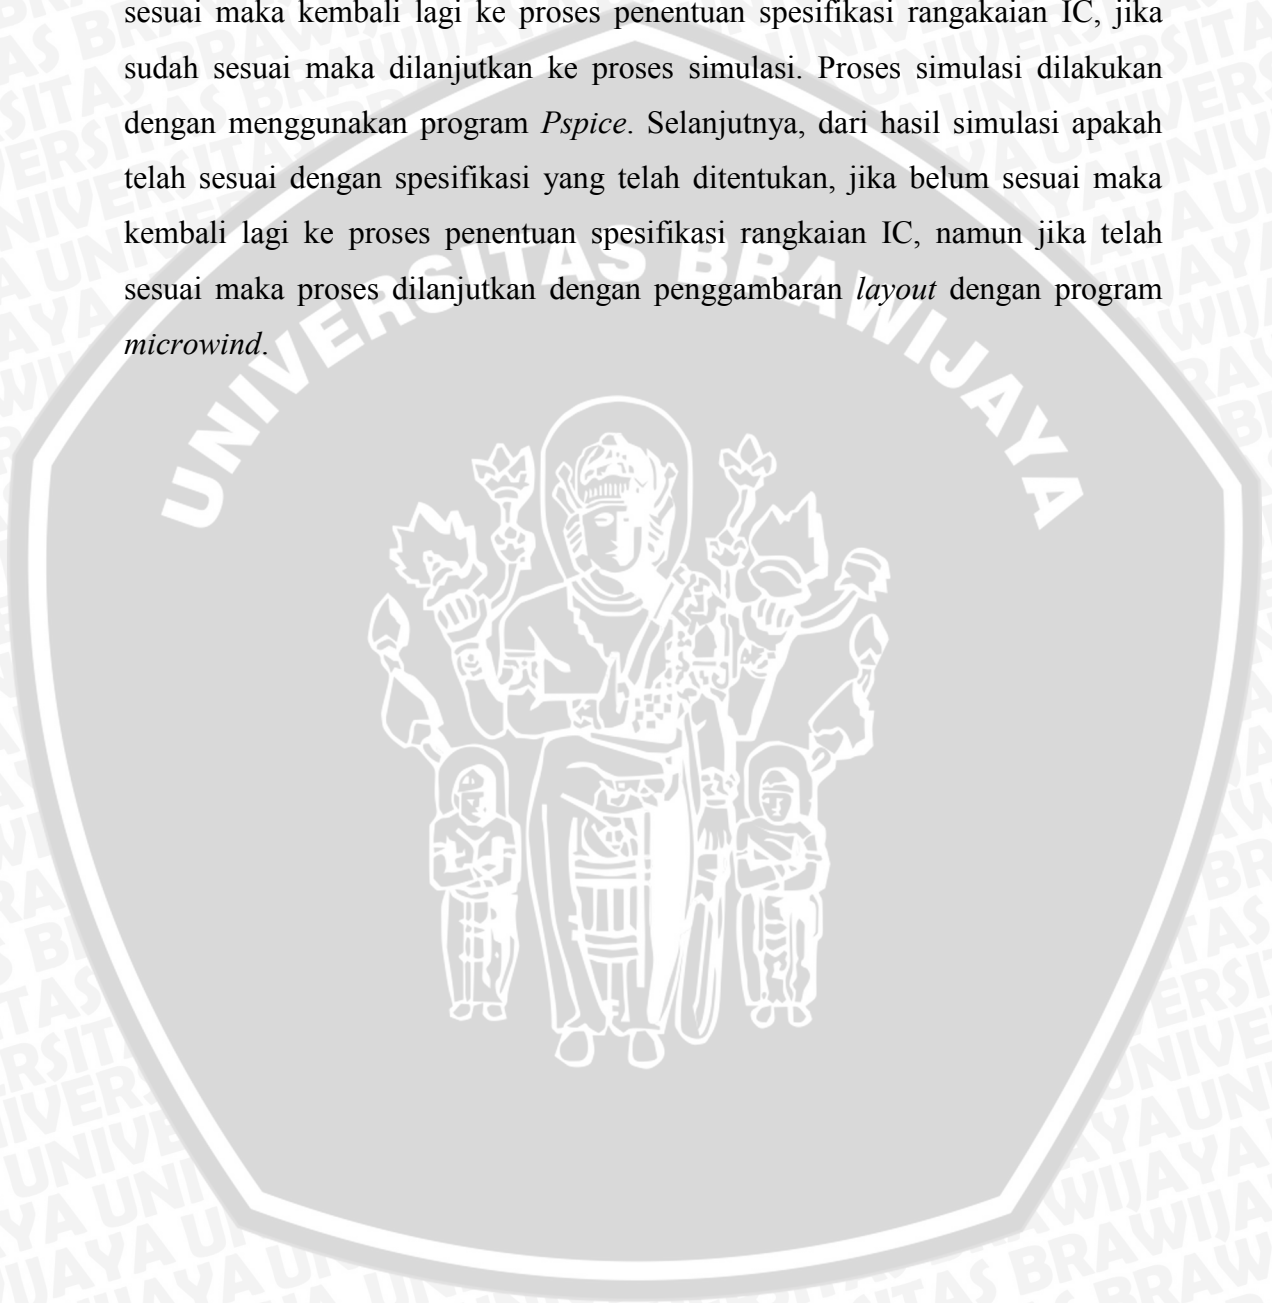 sesuai maka kembali lagi ke proses penentuan spesifikasi rangakaian IC, jika
sudah sesuai maka dilanjutkan ke proses simulasi. Proses simulasi dilakukan
dengan menggunakan program Pspice. Selanjutnya, dari hasil simulasi apakah
telah sesuai dengan spesifikasi yang telah ditentukan, jika belum sesuai maka
kembali lagi ke proses penentuan spesifikasi rangkaian IC, namun jika telah
sesuai maka proses dilanjutkan dengan penggambaran layout dengan program
microwind.
UNIVERSITAS BRAWIJAYA